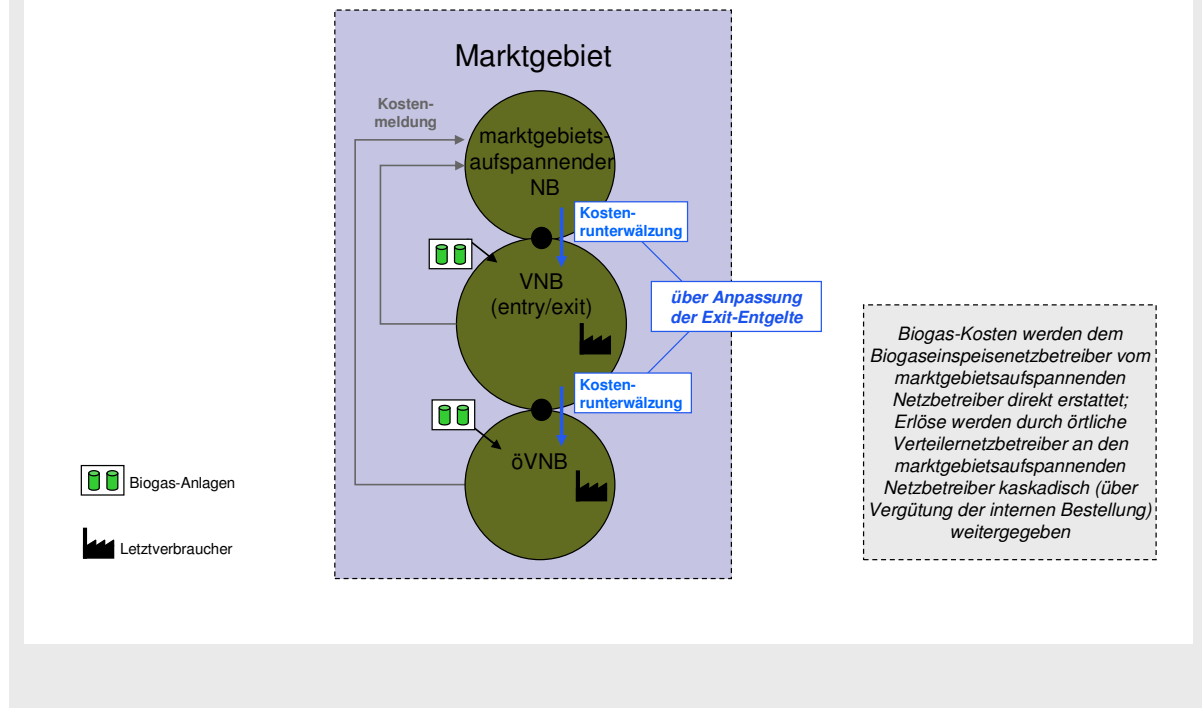 Marktgebiet
Kosten-
meldung
marktgebiets-
aufspannender
NB
Kosten-
runterwälzung
VNB
(entry/exit)
über Anpassung
der Exit-Entgelte
Kosten-
runterwälzung
öVNB
Biogas-Anlagen
Letztverbraucher
Biogas-Kosten werden dem
Biogaseinspeisenetzbetreiber vom
marktgebietsaufspannenden
Netzbetreiber direkt erstattet;
Erlöse werden durch örtliche
Verteilernetzbetreiber an den
marktgebietsaufspannenden
Netzbetreiber kaskadisch (über
Vergütung der internen Bestellung)
weitergegeben